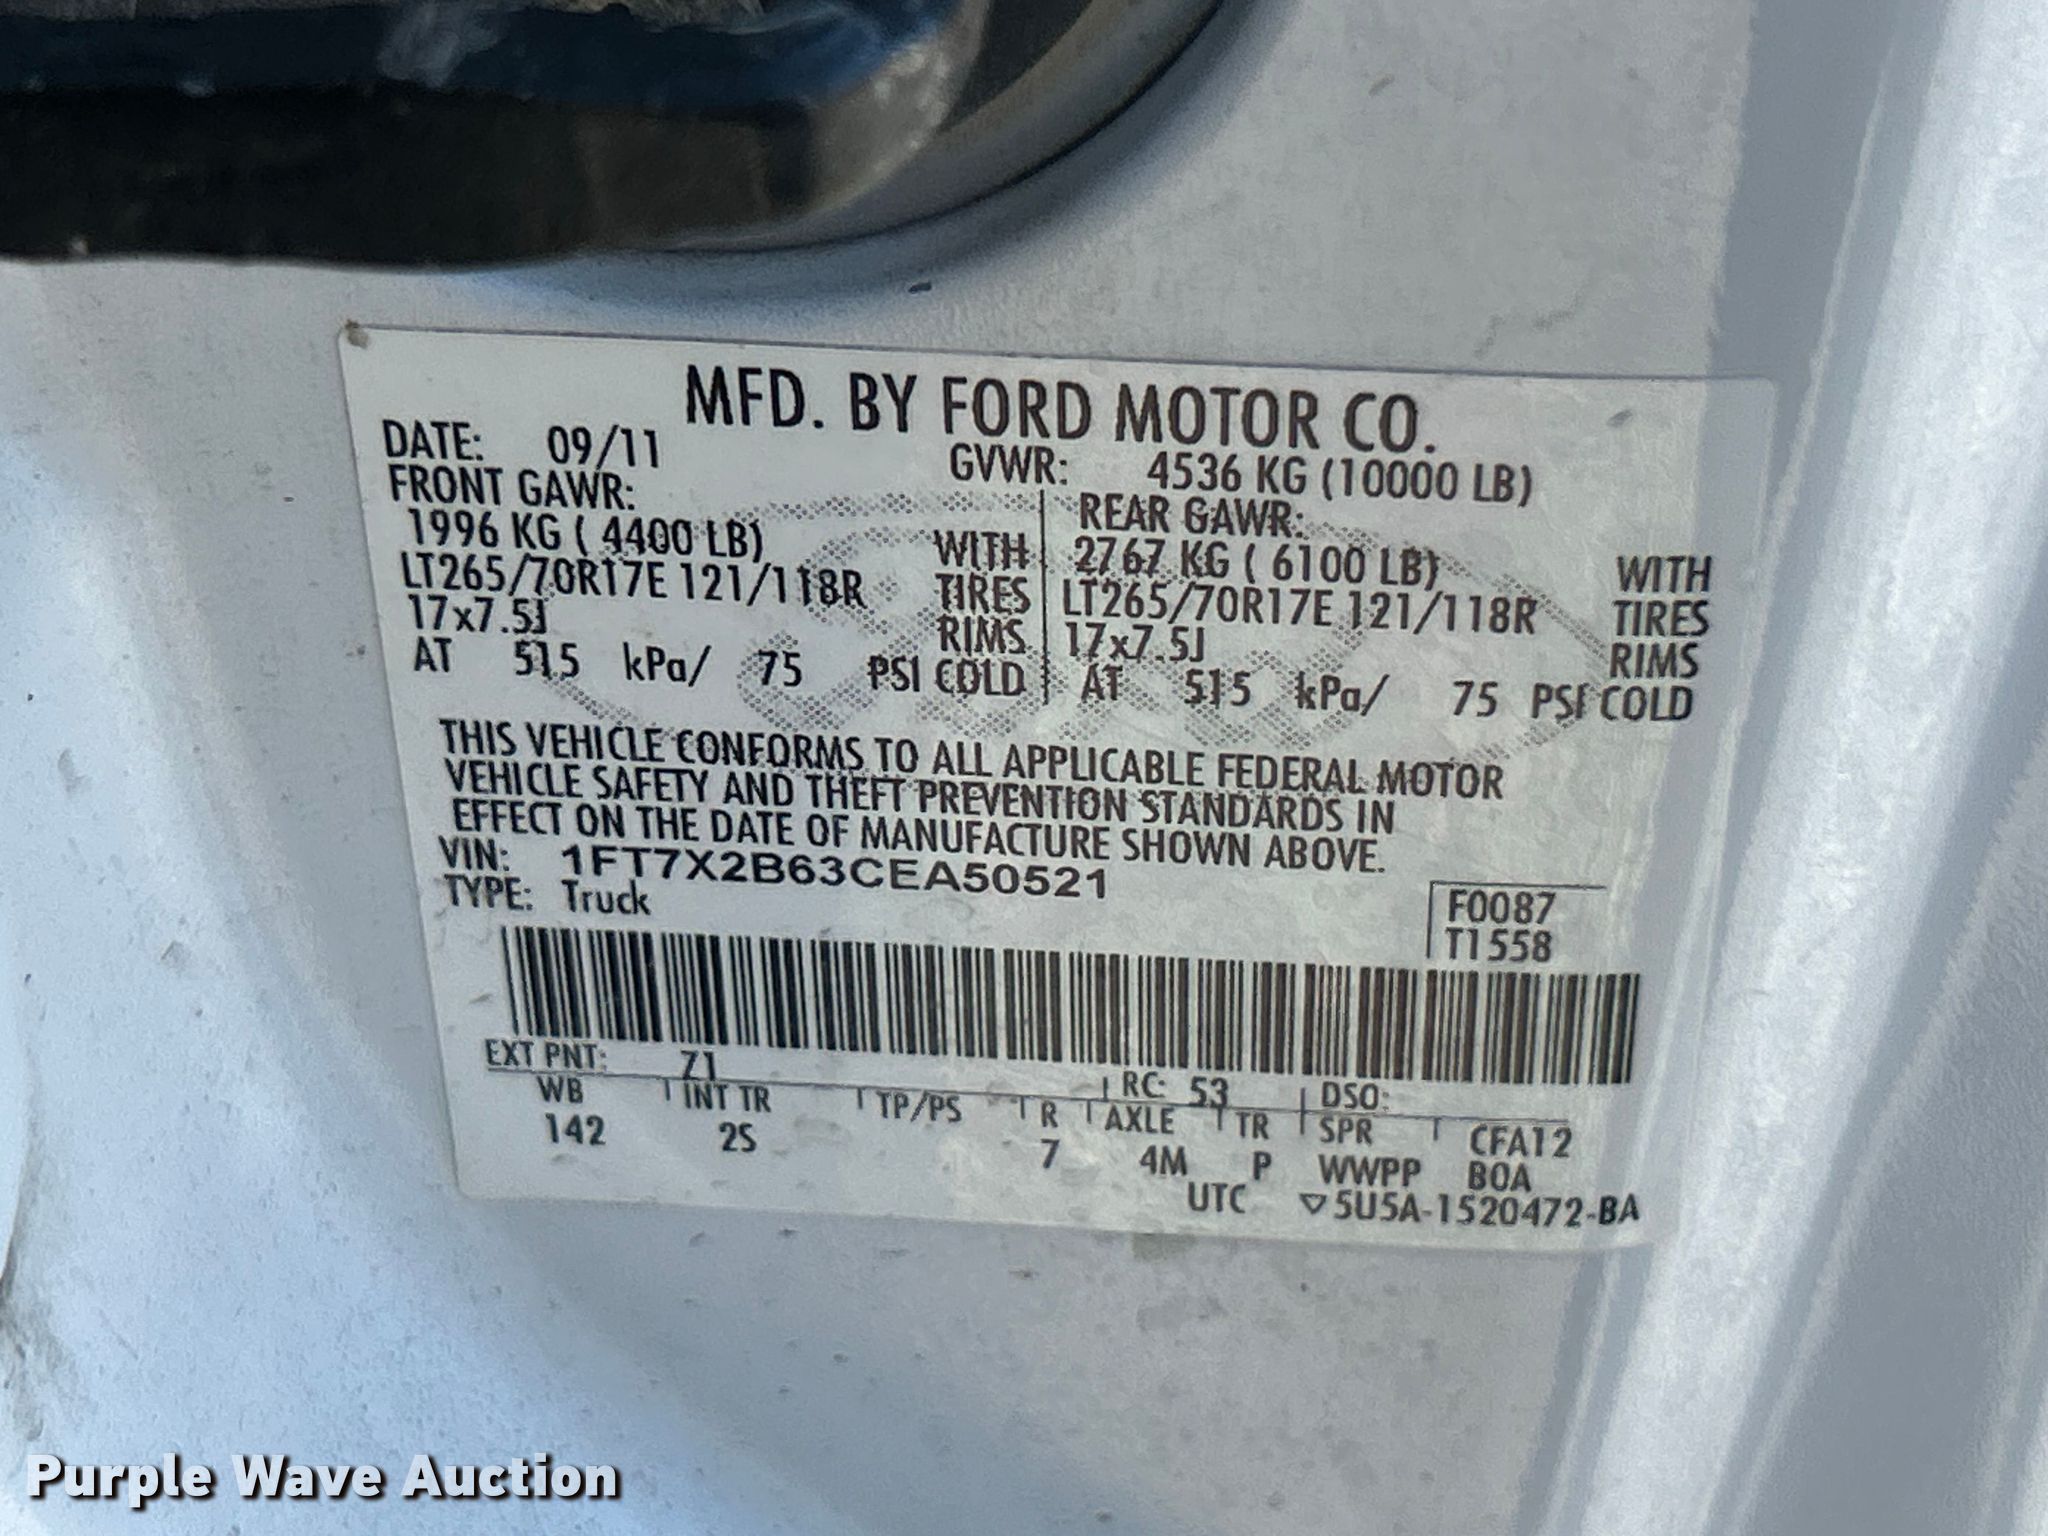 MFD. BY FORD MOTOR CO.
DATE: 09/11 GVWR: 4536 KG (10000 LB)
FRONT GAWR: REAR GAWR:
1996 KG ( 4400 LB) WITH 2767 KG ( 6100 LB) WITH
LT265/70R17E 121/118R TIRES LT265/70R17E 121/118R TIRES
17x7.5J RIMS 17x7.5J RIMS
AT 515 kPa/ 75 PSI COLD AT 515 kPa/ 75 PSI COLD
THIS VEHICLE CONFORMS TO ALL APPLICABLE FEDERAL MOTOR
VEHICLE SAFETY AND THEFT PREVENTION STANDARDS IN
EFFECT ON THE DATE OF MANUFACTURE SHOWN ABOVE.
VIN: 1FT7X2B63CEA50521
TYPE: Truck F0087
T1558
EXT PNT: Z1 RC: 53 DSO:
WB INT TR TP/PS R AXLE TR SPR CFA12
142 2S 7 4M P WWPP BOA
UTC ▽5U5A-1520472-BA
Purple Wave Auction